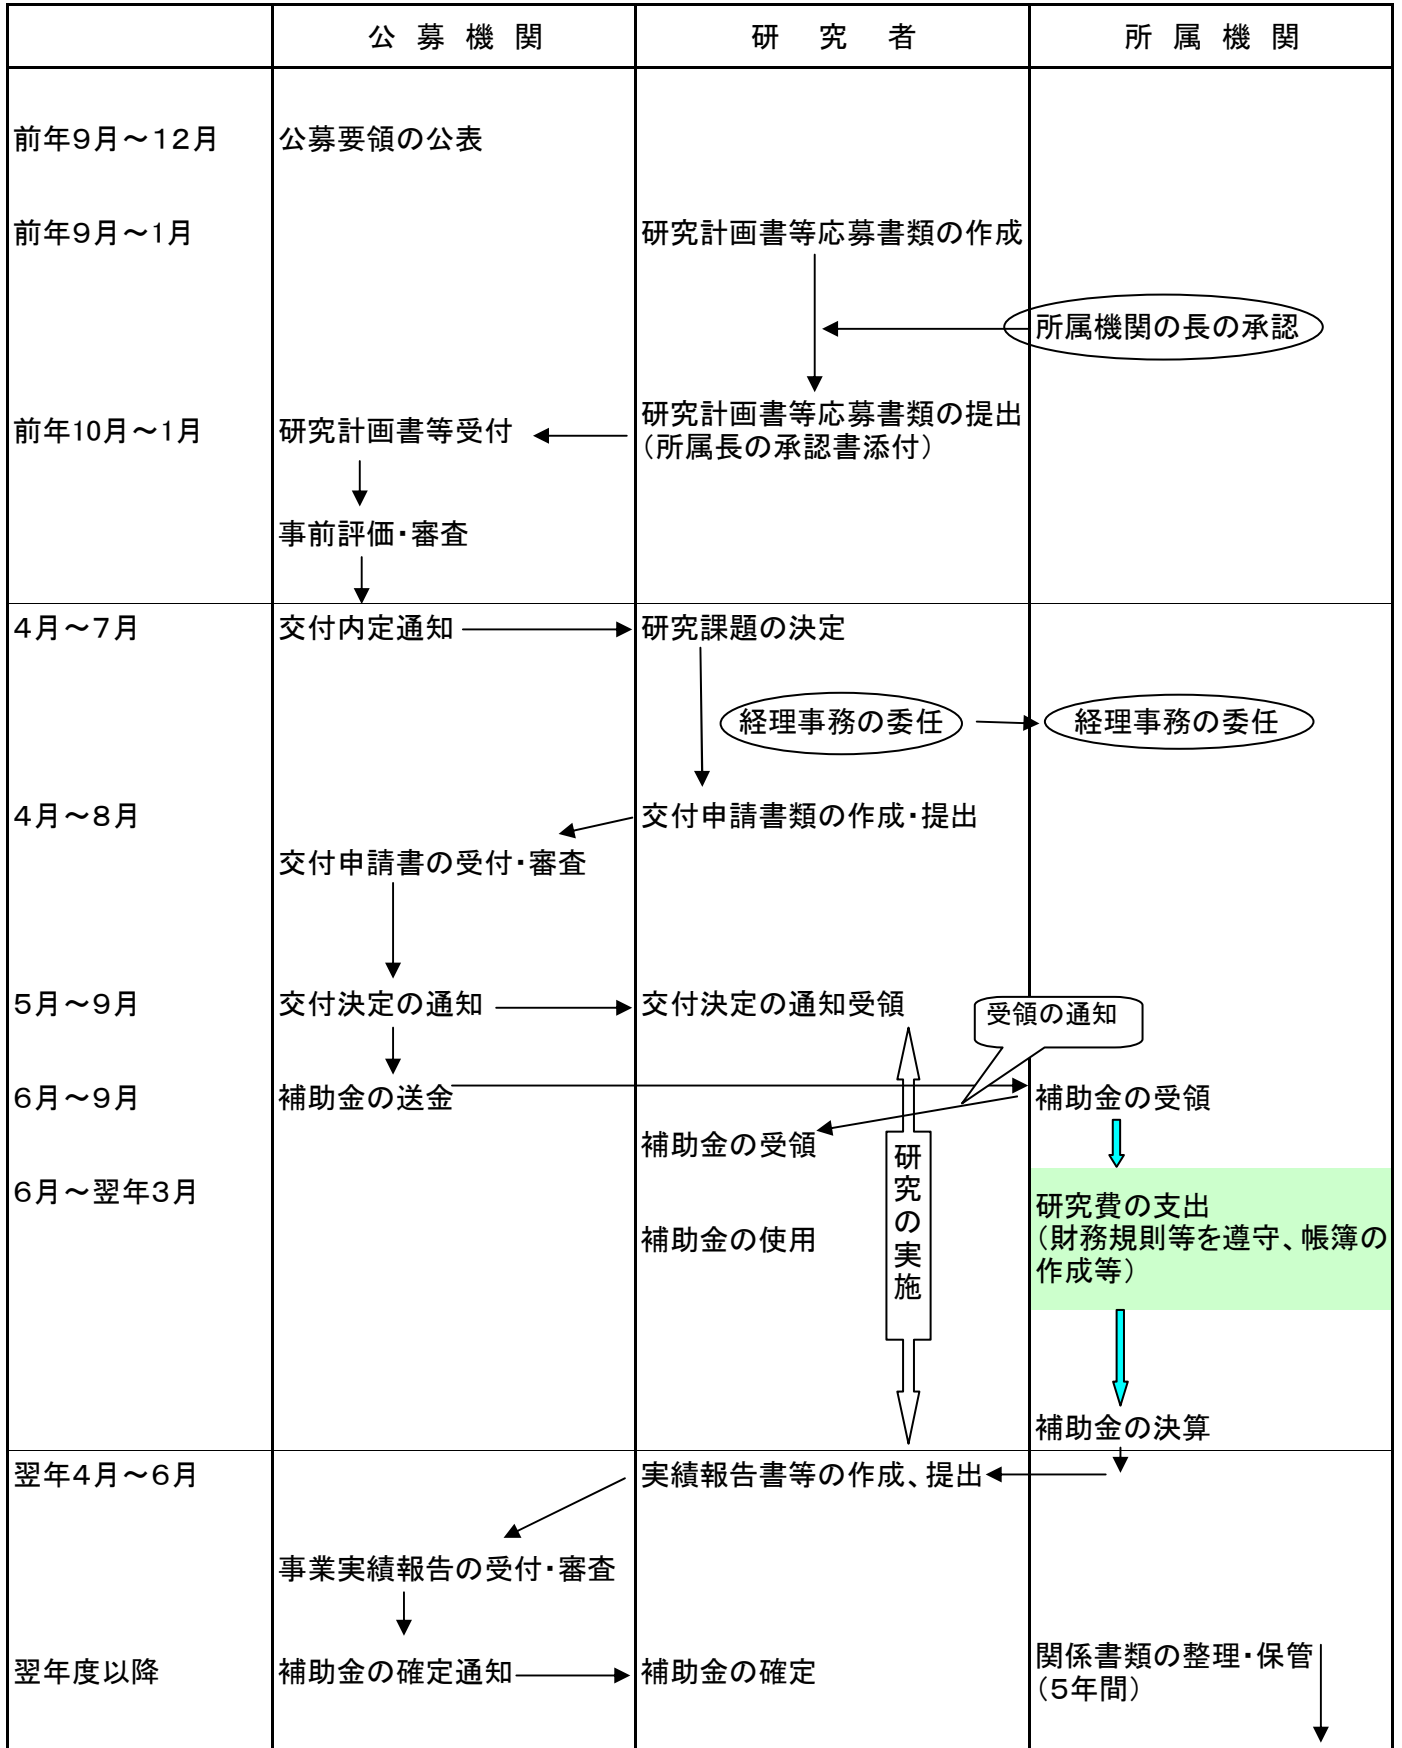 公募機関 研究者 所属機関
前年9月～12月 公募要領の公表
前年9月～1月 研究計画書等応募書類の作成
所属機関の長の承認
前年10月～1月 研究計画書等受付 研究計画書等応募書類の提出
（所属長の承認書添付）
事前評価・審査
4月～7月 交付内定通知 研究課題の決定
経理事務の委任 経理事務の委任
4月～8月 交付申請書類の作成・提出
交付申請書の受付・審査
5月～9月 交付決定の通知 交付決定の通知受領
受領の通知
6月～9月 補助金の送金 補助金の受領
補助金の受領
研究の実施
6月～翌年3月 研究費の支出
（財務規則等を遵守、帳簿の
作成等）
補助金の使用
補助金の決算
翌年4月～6月 実績報告書等の作成、提出
事業実績報告の受付・審査
翌年度以降 補助金の確定通知 補助金の確定 関係書類の整理・保管
（5年間）